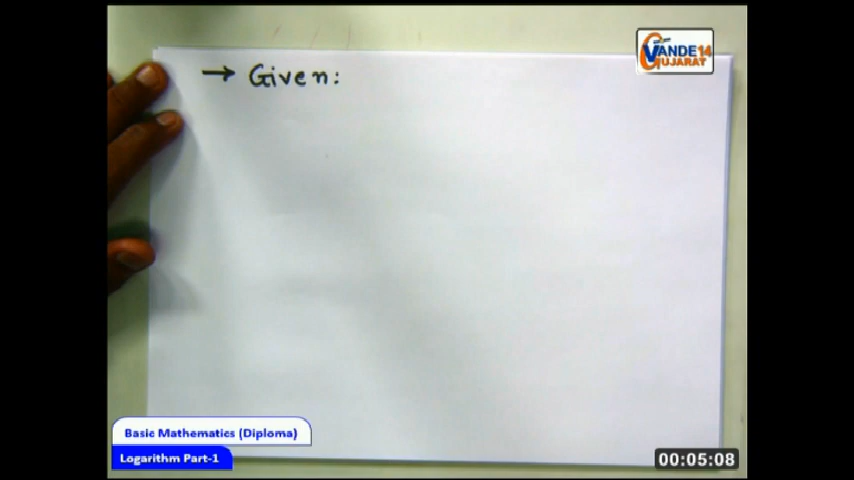 → Given:
VANDE 14
GUJARAT
Basic Mathematics (Diploma)
Logarithm Part-1
00:05:08